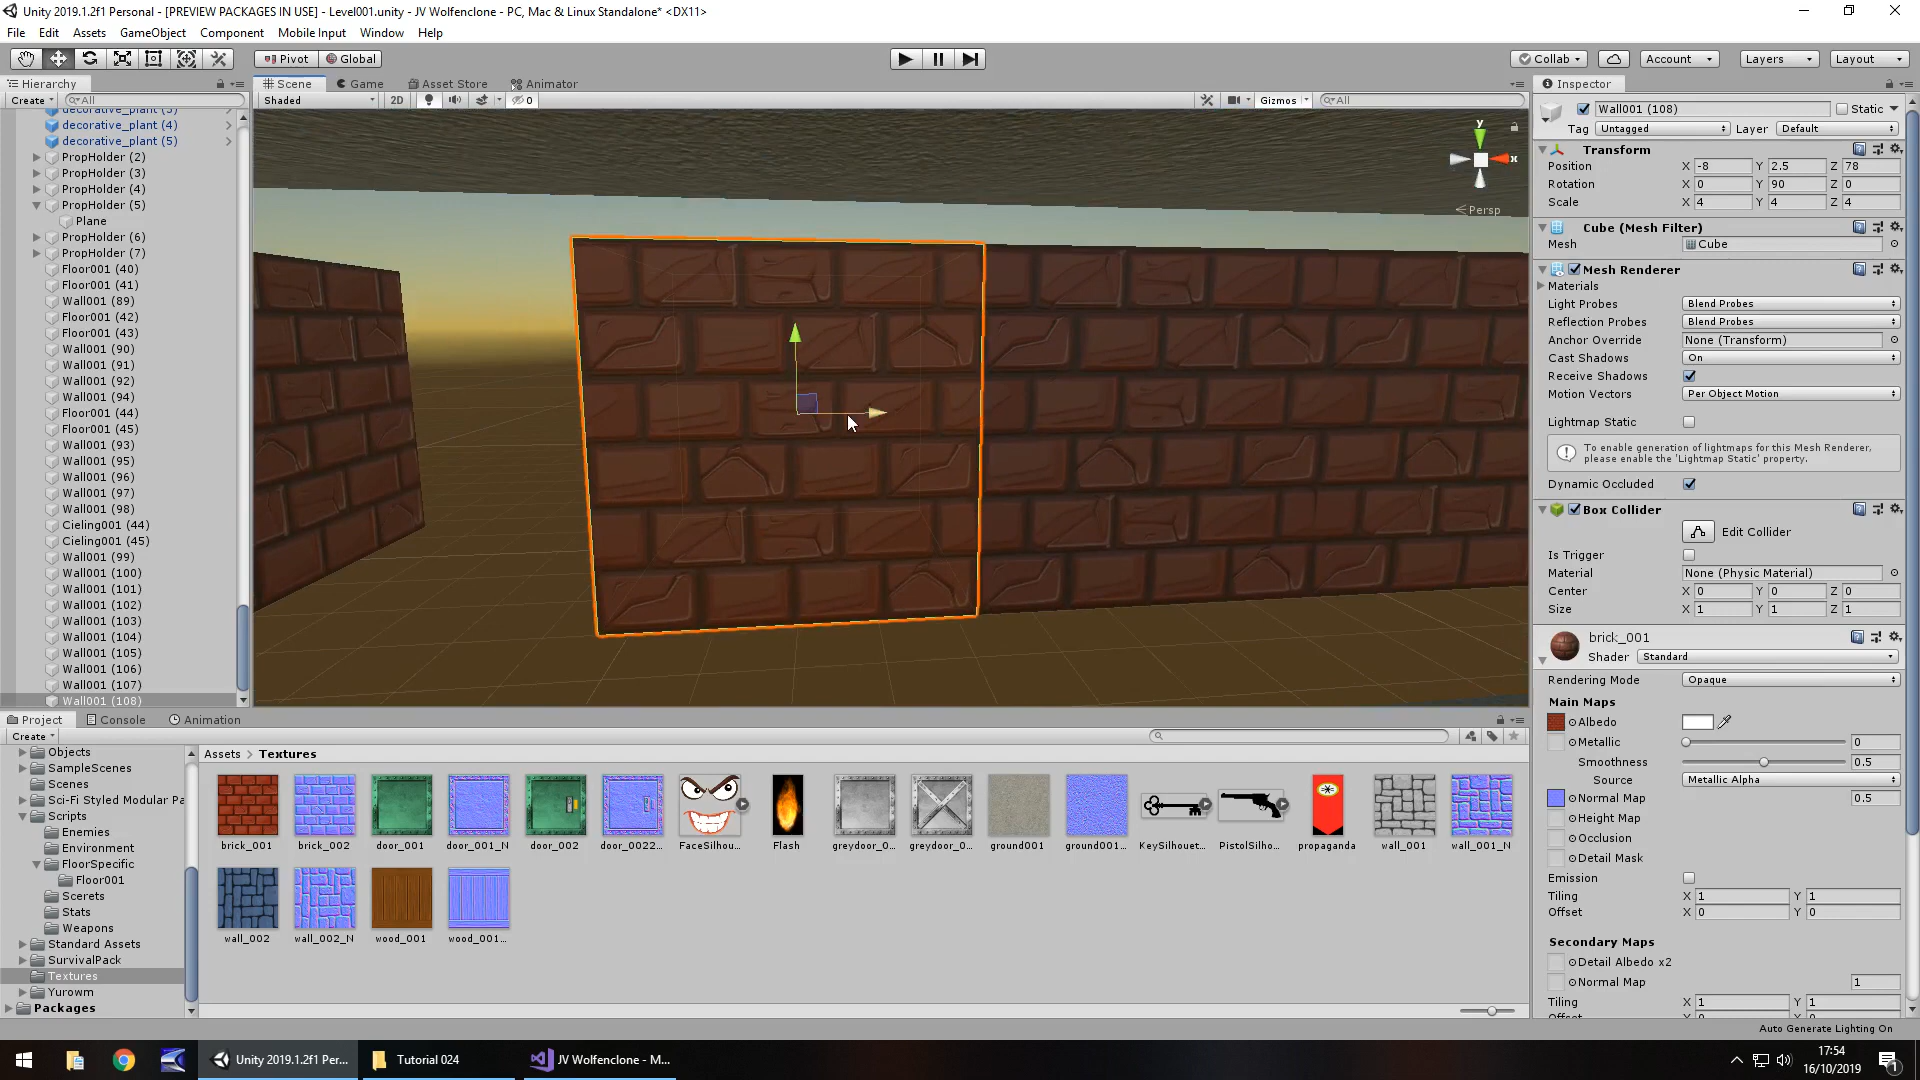 Unity 2019.1.2f1 Personal - [PREVIEW PACKAGES IN USE] - Level001.unity - JV Wolfenclone - PC, Mac & Linux Standalone* <DX11>
File Edit Assets GameObject Component Mobile Input Window Help
Pivot Global Collab Account Layers Layout
Hierarchy
Create All
decorative_plant (3)
decorative_plant (4)
decorative_plant (5)
PropHolder (2)
PropHolder (3)
PropHolder (4)
PropHolder (5)
Plane
PropHolder (6)
PropHolder (7)
Floor001 (40)
Floor001 (41)
Wall001 (89)
Floor001 (42)
Floor001 (43)
Wall001 (90)
Wall001 (91)
Wall001 (92)
Wall001 (94)
Floor001 (44)
Floor001 (45)
Wall001 (93)
Wall001 (95)
Wall001 (96)
Wall001 (97)
Wall001 (98)
Cieling001 (44)
Cieling001 (45)
Wall001 (99)
Wall001 (100)
Wall001 (101)
Wall001 (102)
Wall001 (103)
Wall001 (104)
Wall001 (105)
Wall001 (106)
Wall001 (107)
Wall001 (108)
Scene Game Asset Store Animator
Shaded 2D 0 Gizmos All
y
x
Persp
Inspector
Wall001 (108) Static
Tag Untagged Layer Default
Transform
Position X -8 Y 2.5 Z 78
Rotation X 0 Y 90 Z 0
Scale X 4 Y 4 Z 4
Cube (Mesh Filter)
Mesh Cube
Mesh Renderer
Materials
Light Probes Blend Probes
Reflection Probes Blend Probes
Anchor Override None (Transform)
Cast Shadows On
Receive Shadows
Motion Vectors Per Object Motion
Lightmap Static
To enable generation of lightmaps for this Mesh Renderer,
please enable the 'Lightmap Static' property.
Dynamic Occluded
Box Collider
Edit Collider
Is Trigger
Material None (Physic Material)
Center X 0 Y 0 Z 0
Size X 1 Y 1 Z 1
brick_001
Shader Standard
Rendering Mode Opaque
Main Maps
Albedo
Metallic 0
Smoothness 0.5
Source Metallic Alpha
Normal Map 0.5
Height Map
Occlusion
Detail Mask
Emission
Tiling X 1 Y 1
Offset X 0 Y 0
Secondary Maps
Detail Albedo x2
Normal Map 1
Tiling X 1 Y 1
Auto Generate Lighting On
Project Console Animation
Create
Objects
SampleScenes
Scenes
Sci-Fi Styled Modular Pa
Scripts
Enemies
Environment
FloorSpecific
Floor001
Scerets
Stats
Weapons
Standard Assets
SurvivalPack
Textures
Yurowm
Packages
Assets > Textures
brick_001 brick_002 door_001 door_001_N door_002 door_0022... FaceSilhou... Flash greydoor_0... greydoor_0... ground001 ground001... KeySilhouet... PistolSilho... propaganda wall_001 wall_001_N
wall_002 wall_002_N wood_001 wood_001...
Unity 2019.1.2f1 Per... Tutorial 024 JV Wolfenclone - M...
17:54
16/10/2019
1